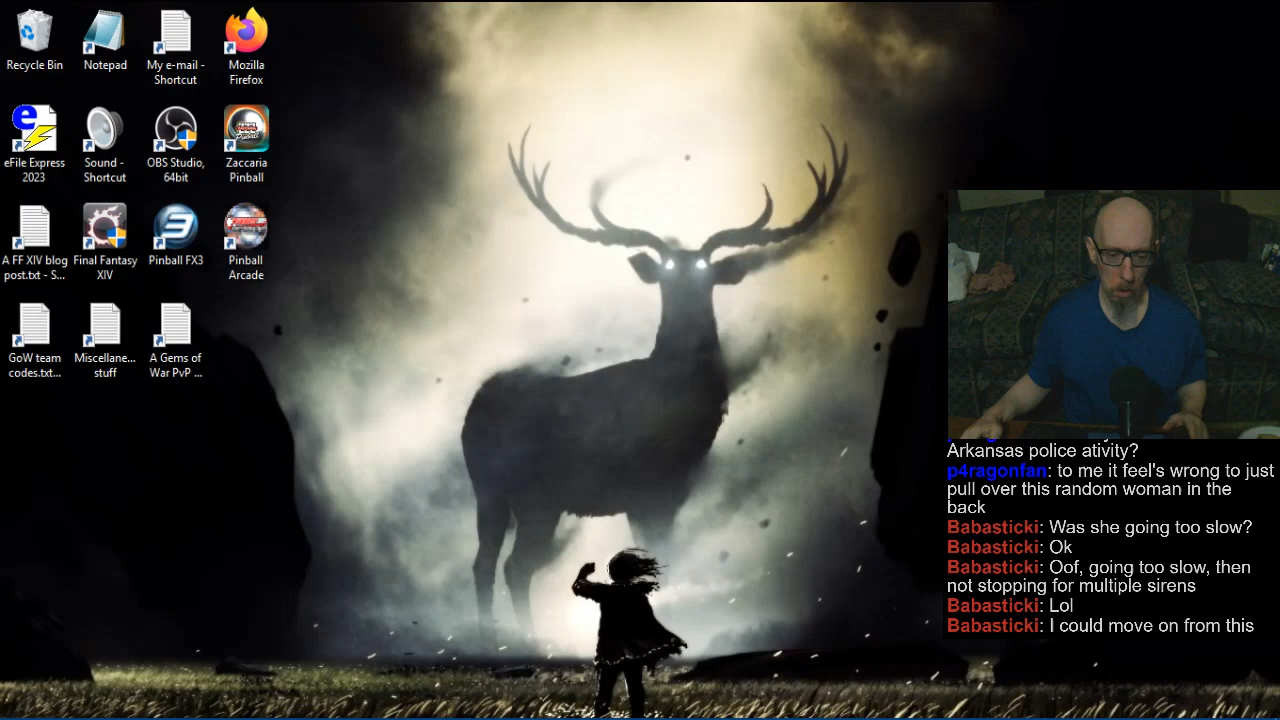 Recycle Bin
Notepad
My e-mail -
Shortcut
Mozilla
Firefox
eFile Express
2023
Sound -
Shortcut
OBS Studio,
64bit
Zaccaria
Pinball
A FF XIV blog
post.txt - S...
Final Fantasy
XIV
Pinball FX3
Pinball
Arcade
GoW team
codes.txt...
Miscellane...
stuff
A Gems of
War PvP ...
Arkansas police ativity?
p4ragonfan: to me it feel's wrong to just
pull over this random woman in the
back
Babasticki: Was she going too slow?
Babasticki: Ok
Babasticki: Oof, going too slow, then
not stopping for multiple sirens
Babasticki: Lol
Babasticki: I could move on from this